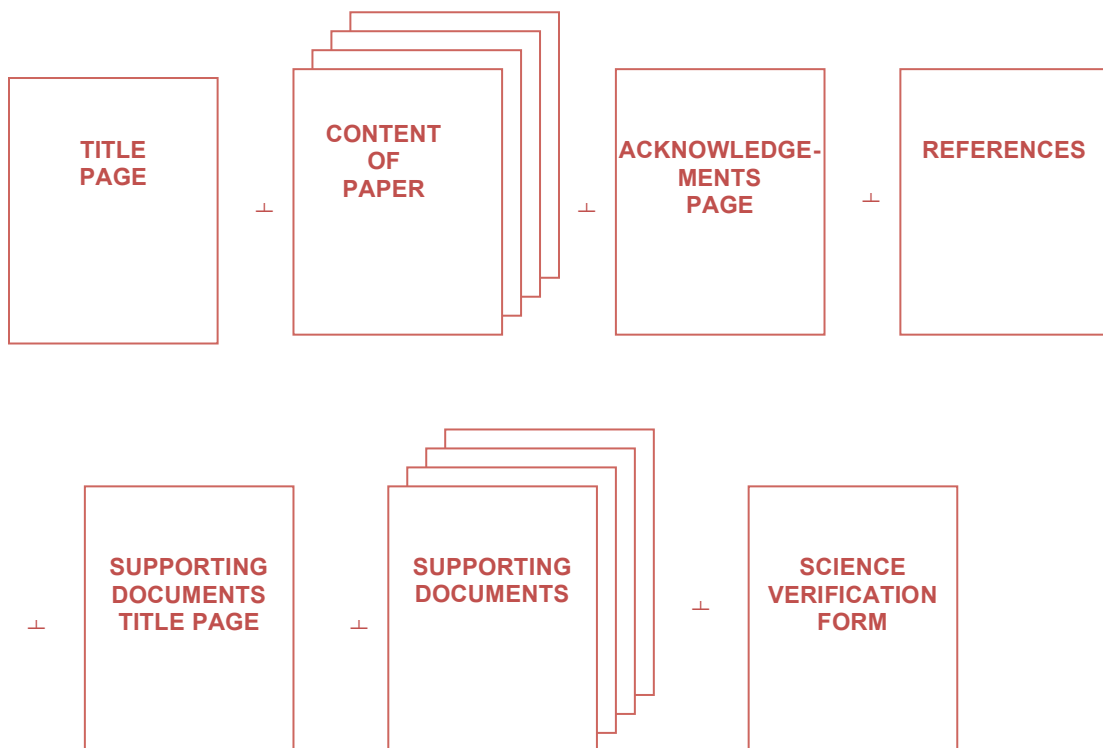 TITLE
PAGE
CONTENT
OF
PAPER
ACKNOWLEDGE-
MENTS
PAGE
REFERENCES
SUPPORTING
DOCUMENTS
TITLE PAGE
SUPPORTING
DOCUMENTS
SCIENCE
VERIFICATION
FORM